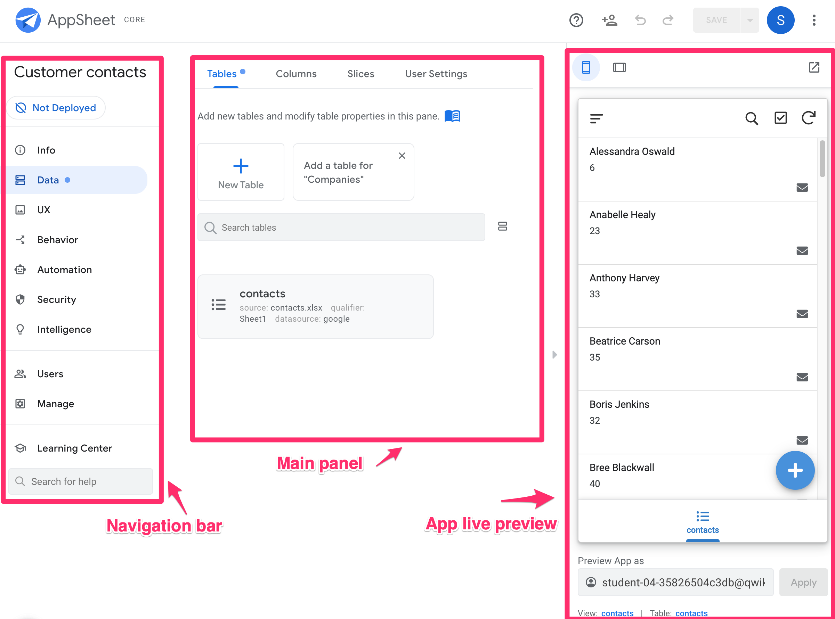 AppSheet CORE
SAVE
S
Customer contacts
Not Deployed
Info
Data
UX
Behavior
Automation
Security
Intelligence
Users
Manage
Learning Center
Search for help
Navigation bar
Tables Columns Slices User Settings
Add new tables and modify table properties in this pane.
New Table
Add a table for
"Companies"
Search tables
contacts
source: contacts.xlsx qualifier:
Sheet1 datasource: google
Main panel
App live preview
Alessandra Oswald
6
Anabelle Healy
23
Anthony Harvey
33
Beatrice Carson
35
Boris Jenkins
32
Bree Blackwall
40
contacts
Preview App as
student-04-35826504c3db@qwik
Apply
View: contacts | Table: contacts